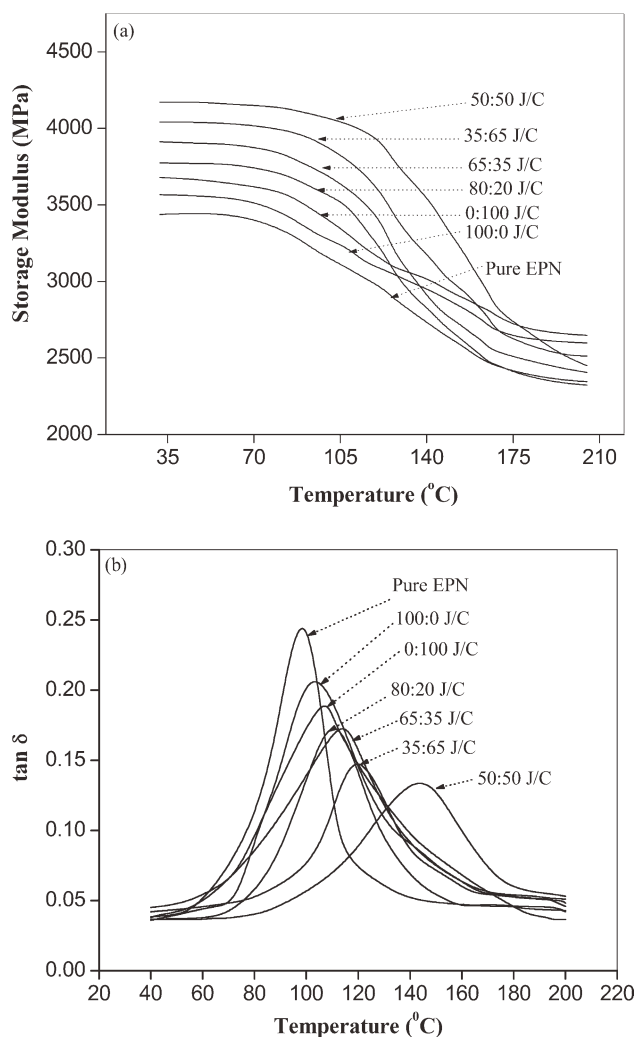 (a)
4500
4000
3500
3000
2500
2000
Storage Modulus (MPa)
50:50 J/C
35:65 J/C
65:35 J/C
80:20 J/C
0:100 J/C
100:0 J/C
Pure EPN
35 70 105 140 175 210
Temperature (°C)
(b)
0.30
0.25
0.20
0.15
0.10
0.05
0.00
tan δ
Pure EPN
100:0 J/C
0:100 J/C
80:20 J/C
65:35 J/C
35:65 J/C
50:50 J/C
20 40 60 80 100 120 140 160 180 200 220
Temperature (⁰C)